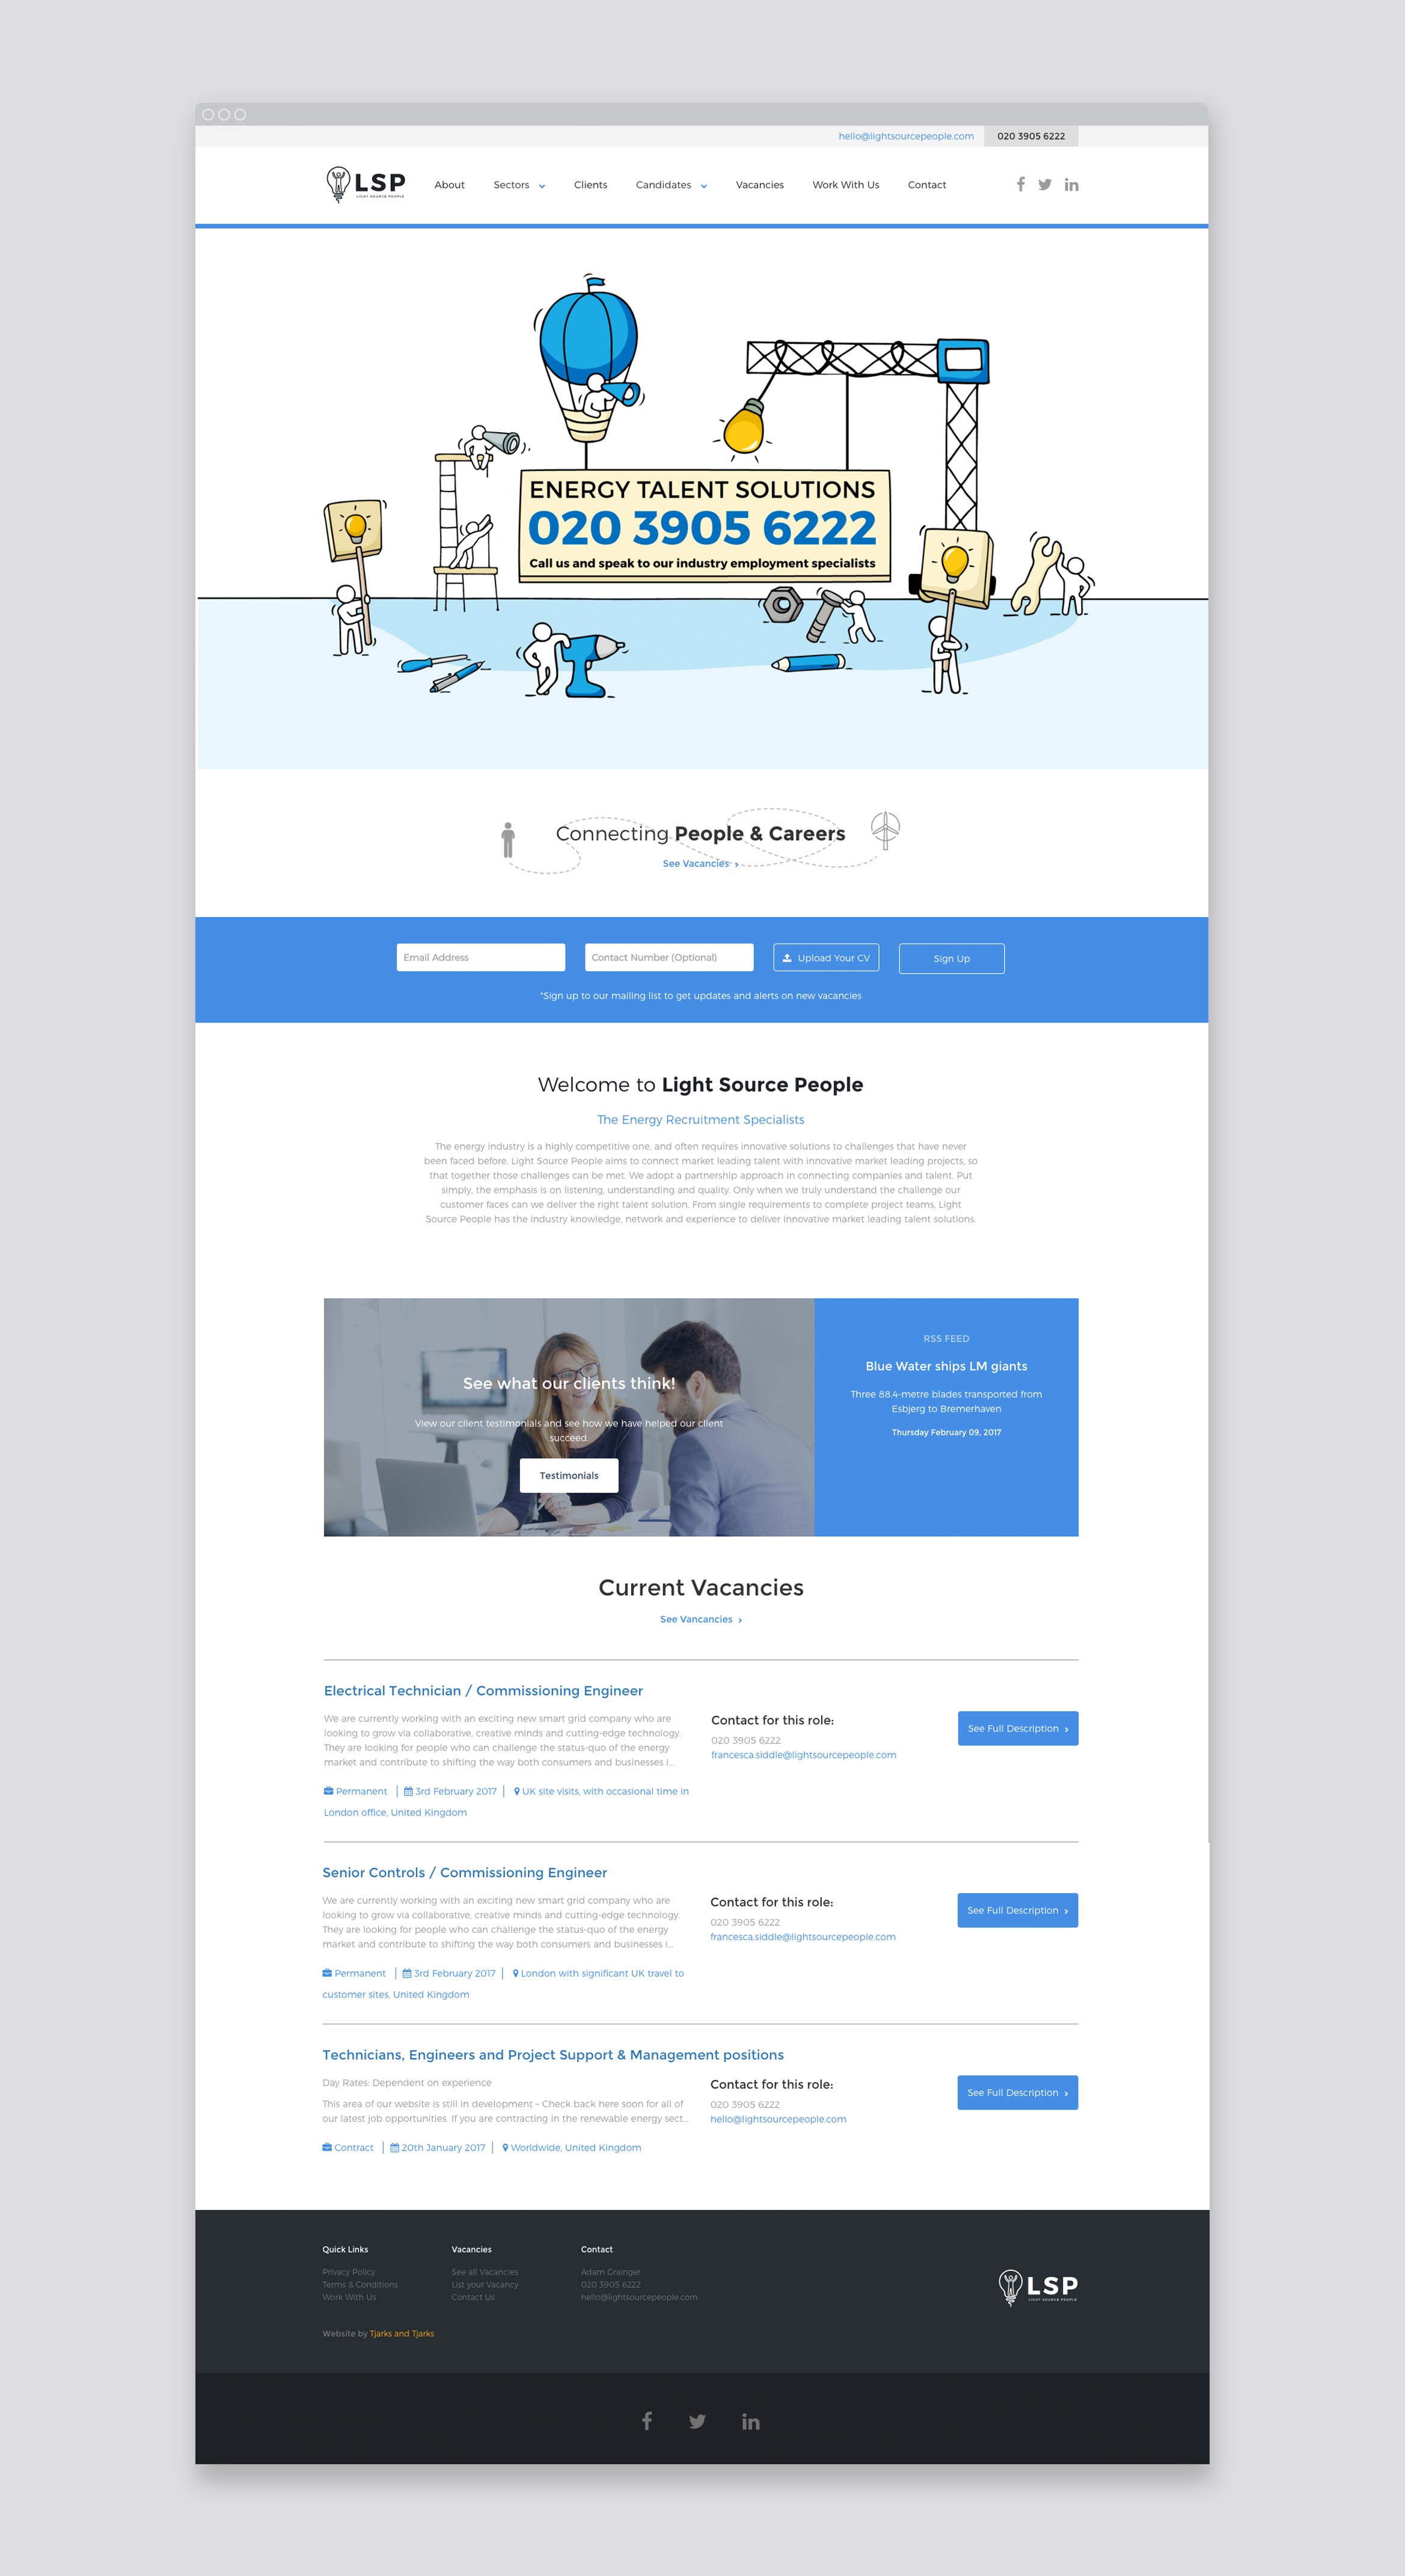 hello@lightsourcepeople.com 020 3905 6222
LSP
LIGHT SOURCE PEOPLE
About Sectors Clients Candidates Vacancies Work With Us Contact
ENERGY TALENT SOLUTIONS
020 3905 6222
Call us and speak to our industry employment specialists
Connecting People & Careers
See Vacancies
Email Address Contact Number (Optional) Upload Your CV Sign Up
*Sign up to our mailing list to get updates and alerts on new vacancies
Welcome to Light Source People
The Energy Recruitment Specialists
The energy industry is a highly competitive one, and often requires innovative solutions to challenges that have never
been faced before. Light Source People aims to connect market leading talent with innovative market leading projects, so
that together those challenges can be met. We adopt a partnership approach in connecting companies and talent. Put
simply, the emphasis is on listening, understanding and quality. Only when we truly understand the challenge our
customer faces can we deliver the right talent solution. From single requirements to complete project teams, Light
Source People has the industry knowledge, network and experience to deliver innovative market leading talent solutions.
See what our clients think!
View our client testimonials and see how we have helped our client
succeed.
Testimonials
RSS FEED
Blue Water ships LM giants
Three 88.4-metre blades transported from
Esbjerg to Bremerhaven
Thursday February 09, 2017
Current Vacancies
See Vancancies
Electrical Technician / Commissioning Engineer
We are currently working with an exciting new smart grid company who are
looking to grow via collaborative, creative minds and cutting-edge technology.
They are looking for people who can challenge the status-quo of the energy
market and contribute to shifting the way both consumers and businesses i...
Permanent | 3rd February 2017 | UK site visits, with occasional time in
London office, United Kingdom
Contact for this role:
020 3905 6222
francesca.siddle@lightsourcepeople.com
See Full Description
Senior Controls / Commissioning Engineer
We are currently working with an exciting new smart grid company who are
looking to grow via collaborative, creative minds and cutting-edge technology.
They are looking for people who can challenge the status-quo of the energy
market and contribute to shifting the way both consumers and businesses i...
Permanent | 3rd February 2017 | London with significant UK travel to
customer sites, United Kingdom
Contact for this role:
020 3905 6222
francesca.siddle@lightsourcepeople.com
See Full Description
Technicians, Engineers and Project Support & Management positions
Day Rates: Dependent on experience
This area of our website is still in development – Check back here soon for all of
our latest job opportunities. If you are contracting in the renewable energy sect...
Contract | 20th January 2017 | Worldwide, United Kingdom
Contact for this role:
020 3905 6222
hello@lightsourcepeople.com
See Full Description
Quick Links
Privacy Policy
Terms & Conditions
Work With Us
Vacancies
See all Vacancies
List your Vacancy
Contact Us
Contact
Adam Grainger
020 3905 6222
hello@lightsourcepeople.com
LSP
LIGHT SOURCE PEOPLE
Website by Tjarks and Tjarks